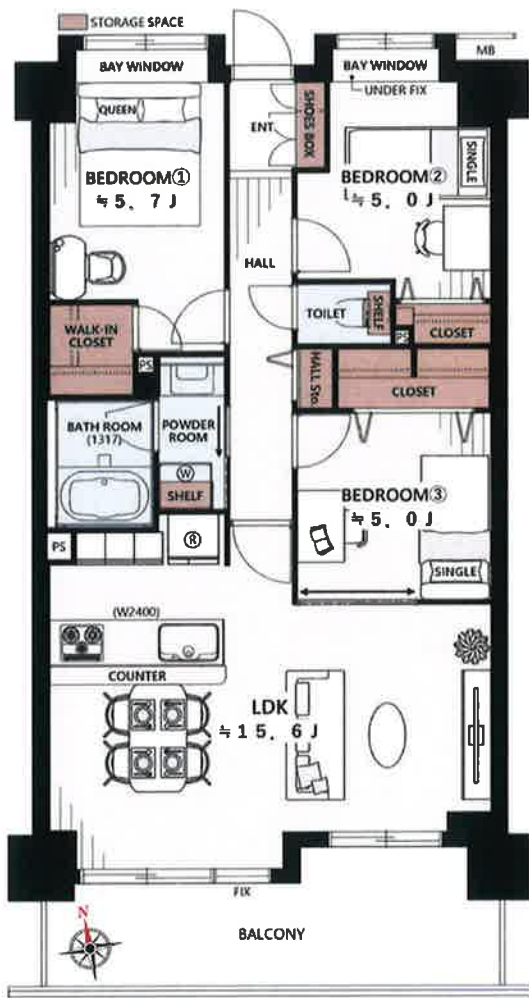 STORAGE SPACE
MB
BAY WINDOW
BAY WINDOW
UNDER FIX
QUEEN
ENT.
SHOES BOX
SINGLE
BEDROOM①
≒5.7J
BEDROOM②
≒5.0J
HALL
WALK-IN
CLOSET
TOILET
SHELF
CLOSET
PS
PS
HALL Sto.
CLOSET
BATH ROOM
(1317)
POWDER
ROOM
W
SHELF
BEDROOM③
≒5.0J
PS
R
SINGLE
(W2400)
COUNTER
LDK
≒15.6J
FIX
N
BALCONY